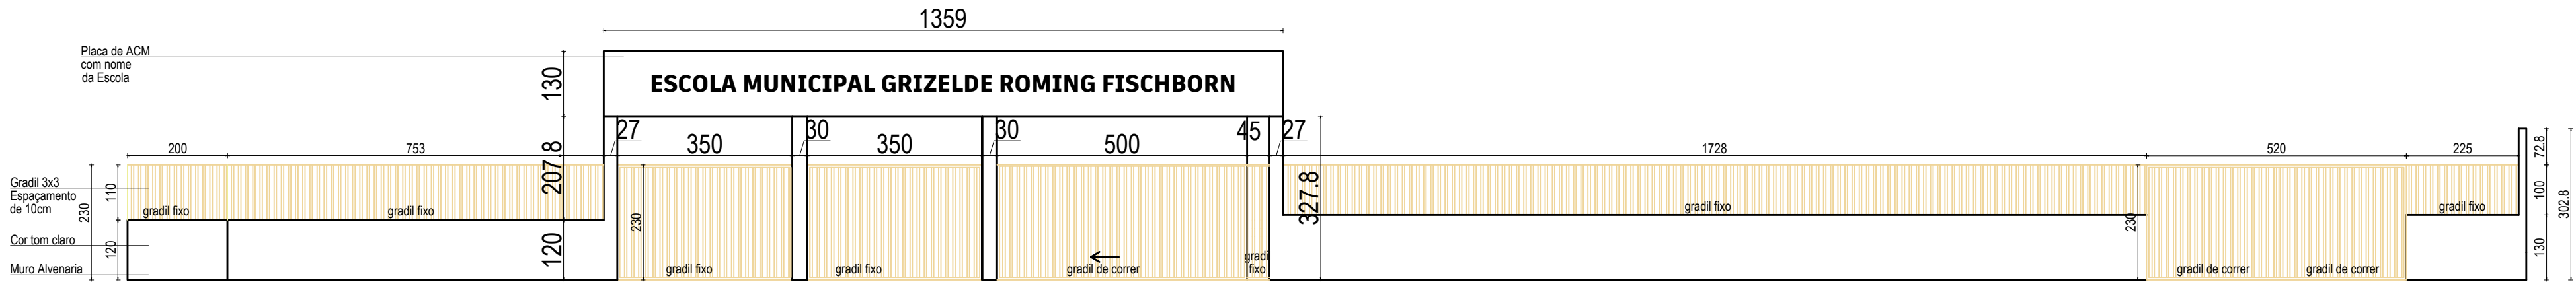 1359
Placa de ACM
com nome
da Escola
130
ESCOLA MUNICIPAL GRIZELDE ROMING FISCHBORN
27
350
30
350
30
500
45
27
200
753
207.8
1728
520
225
72.8
Gradil 3x3
Espaçamento
de 10cm
230
110
gradil fixo
gradil fixo
230
327.8
gradil fixo
230
gradil fixo
100
302.8
Cor tom claro
120
120
130
Muro Alvenaria
gradil fixo
gradil fixo
gradil de correr
gradi
fixo
gradil de correr
gradil de correr